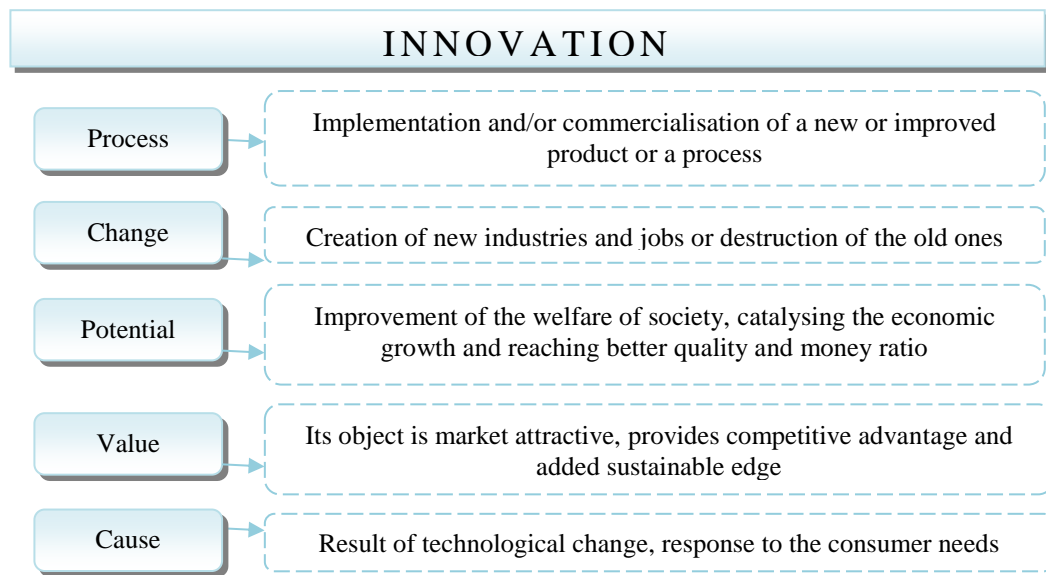 INNOVATION
Process
Implementation and/or commercialisation of a new or improved
product or a process
Change
Creation of new industries and jobs or destruction of the old ones
Potential
Improvement of the welfare of society, catalysing the economic
growth and reaching better quality and money ratio
Value
Its object is market attractive, provides competitive advantage and
added sustainable edge
Cause
Result of technological change, response to the consumer needs